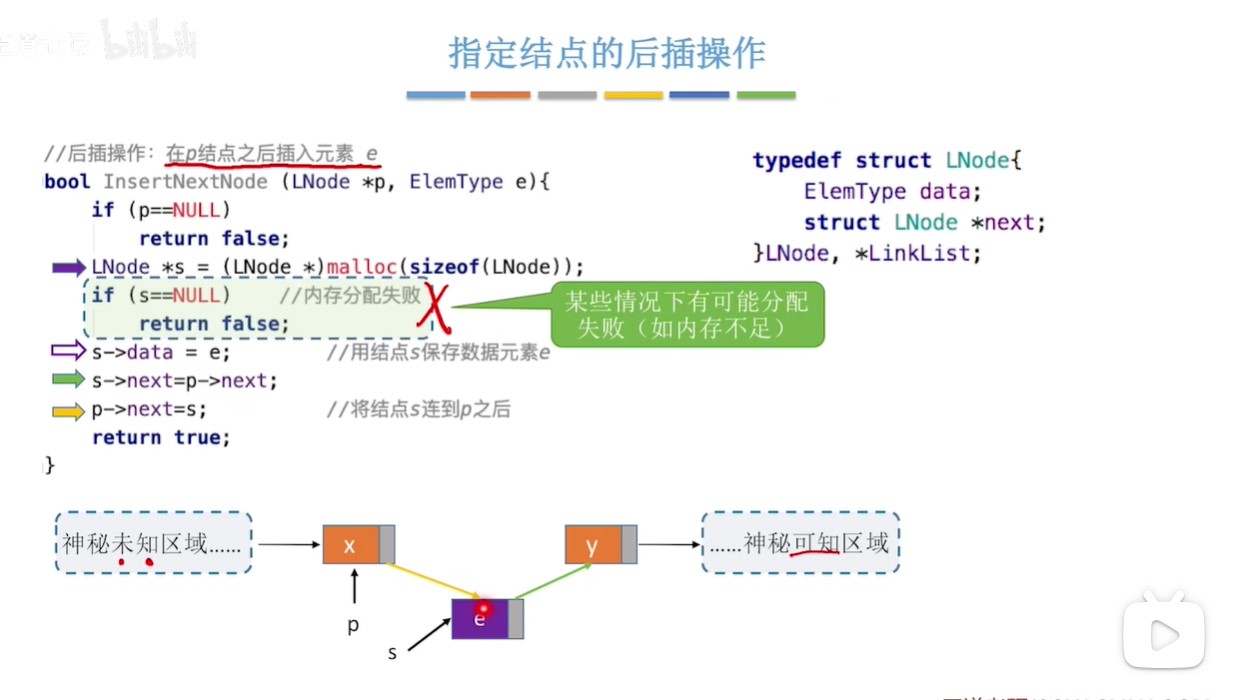 bilibili
指定结点的后插操作
//后插操作：在p结点之后插入元素 e
bool InsertNextNode (LNode *p, ElemType e){
if (p==NULL)
return false;
LNode *s = (LNode *)malloc(sizeof(LNode));
if (s==NULL) //内存分配失败
return false;
s->data = e; //用结点s保存数据元素e
s->next=p->next;
p->next=s; //将结点s连到p之后
return true;
}
某些情况下有可能分配
失败（如内存不足）
typedef struct LNode{
ElemType data;
struct LNode *next;
}LNode, *LinkList;
神秘未知区域……
x
y
……神秘可知区域
e
p
s